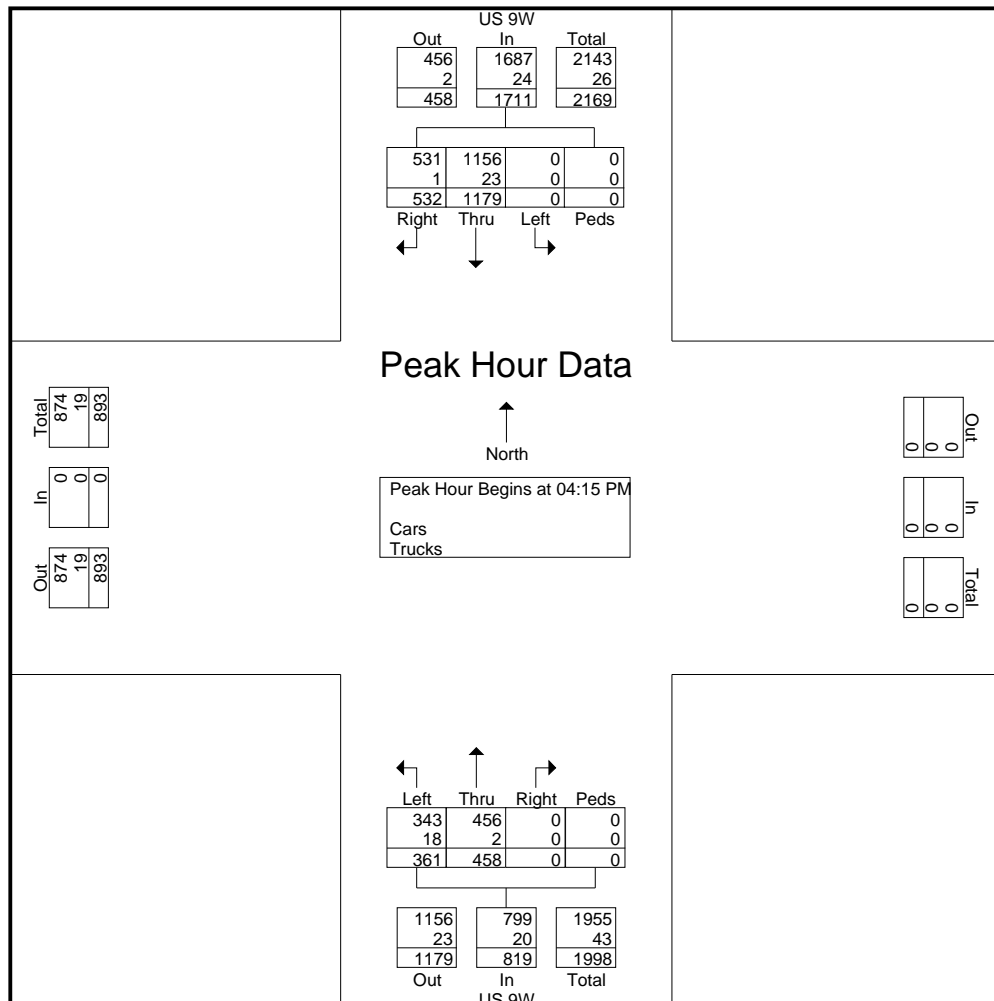 US 9W
Out In Total
456 1687 2143
2 24 26
458 1711 2169
531 1156 0 0
1 23 0 0
532 1179 0 0
Right Thru Left Peds
Peak Hour Data
North
Peak Hour Begins at 04:15 PM
Cars
Trucks
Total
874
19
893
In
0
0
0
Out
874
19
893
Out
0
0
0
In
0
0
0
Total
0
0
0
Left Thru Right Peds
343 456 0 0
18 2 0 0
361 458 0 0
1156 799 1955
23 20 43
1179 819 1998
Out In Total
US 9W